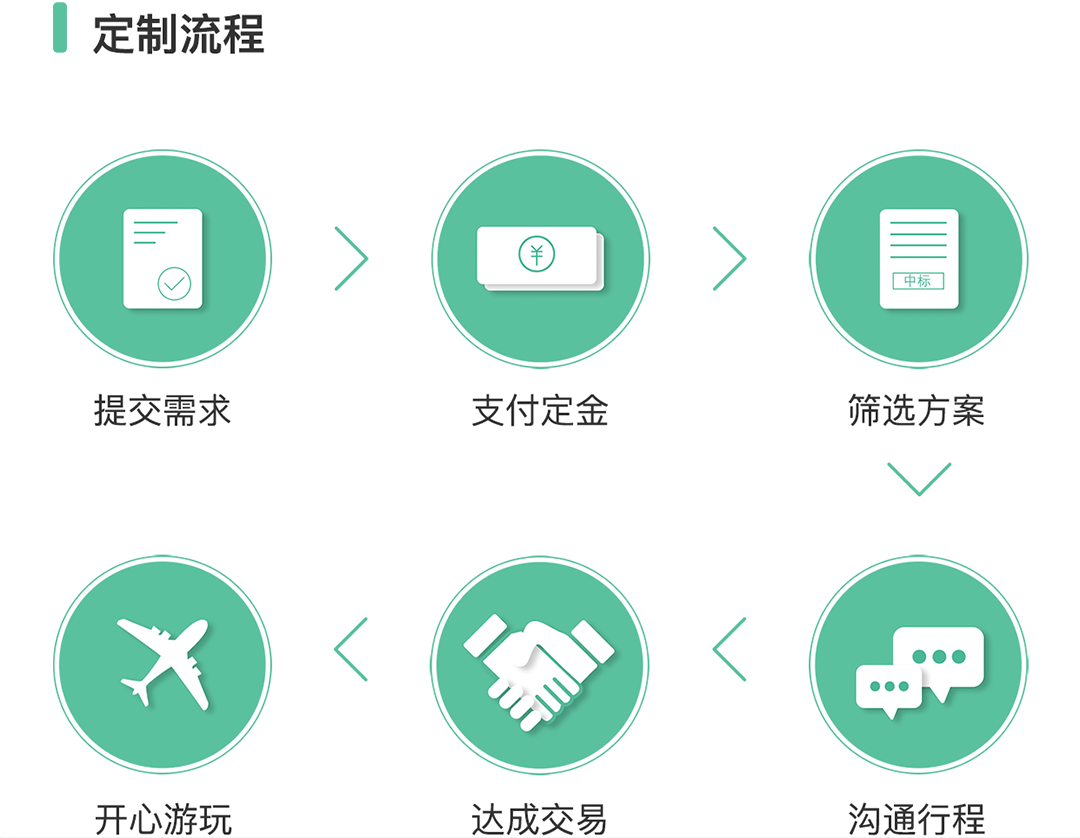 定制流程
中标
提交需求
支付定金
筛选方案
开心游玩
达成交易
沟通行程